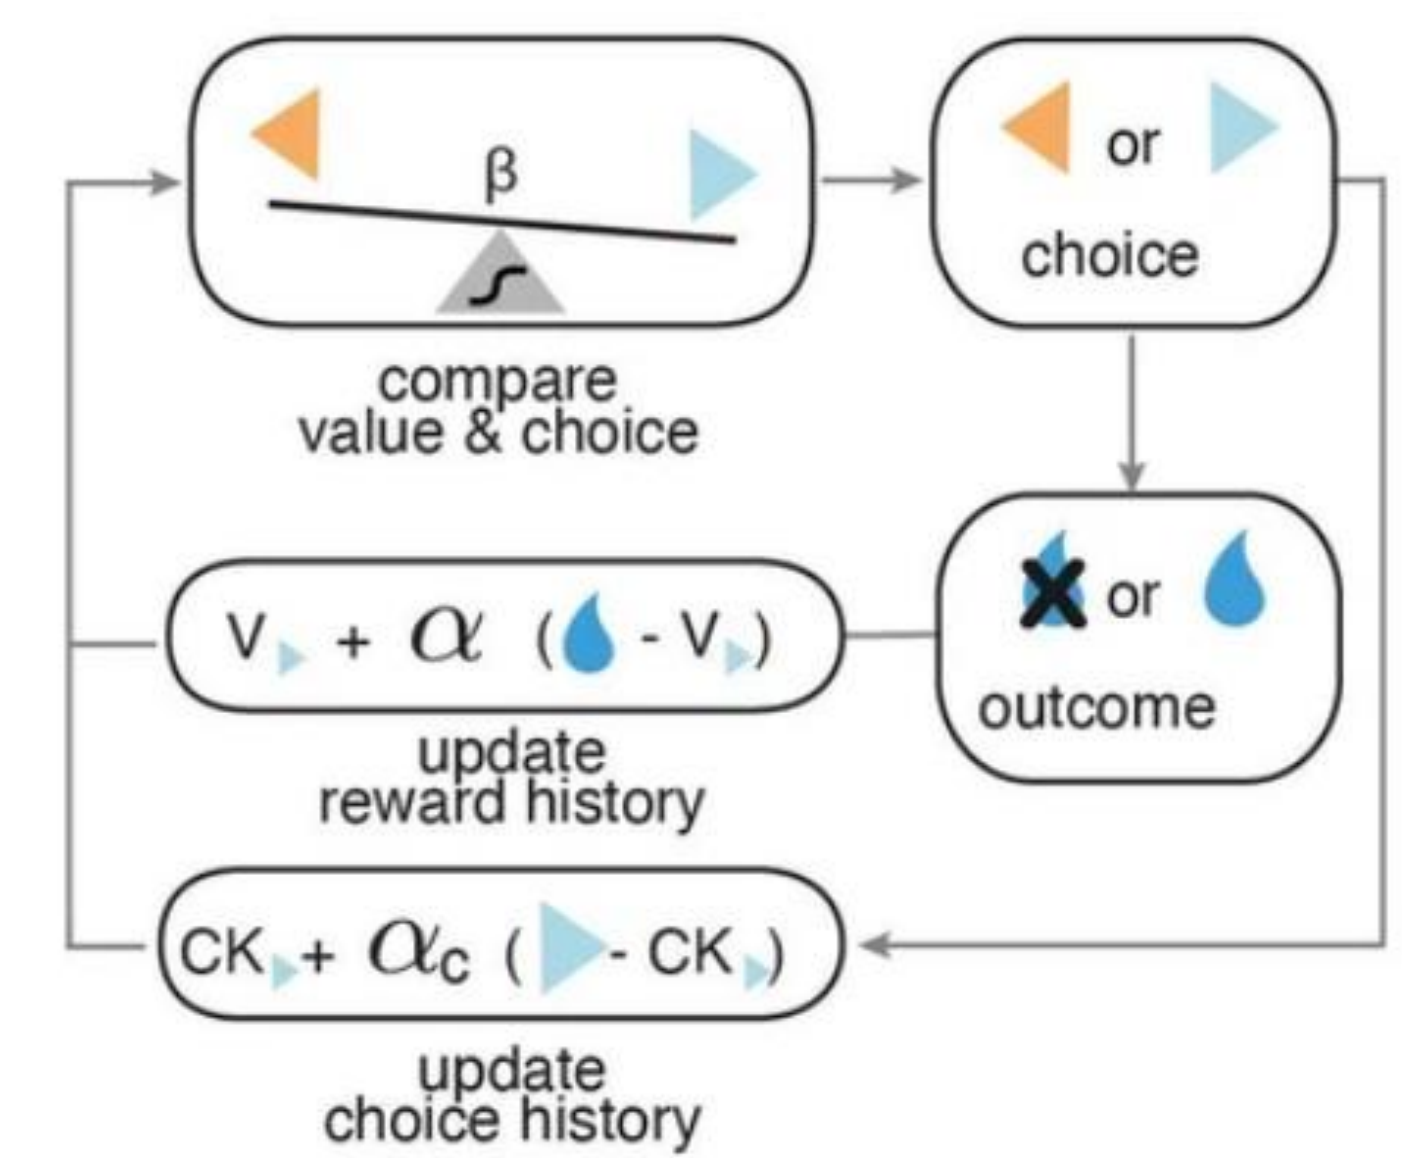 β
or
choice
compare
value & choice
or
outcome
V + α ( - V )
update
reward history
CK + αc ( - CK )
update
choice history